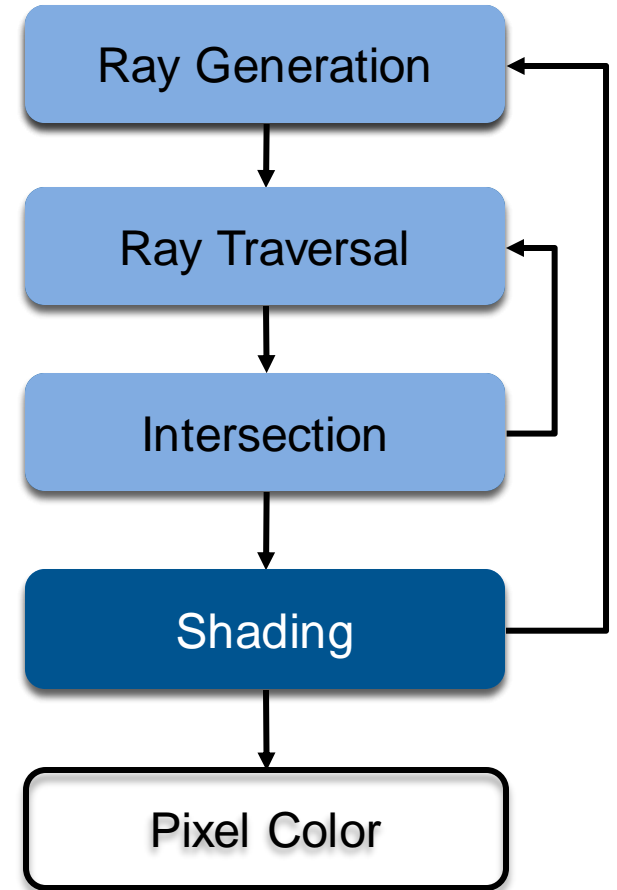 Ray Generation
Ray Traversal
Intersection
Shading
Pixel Color